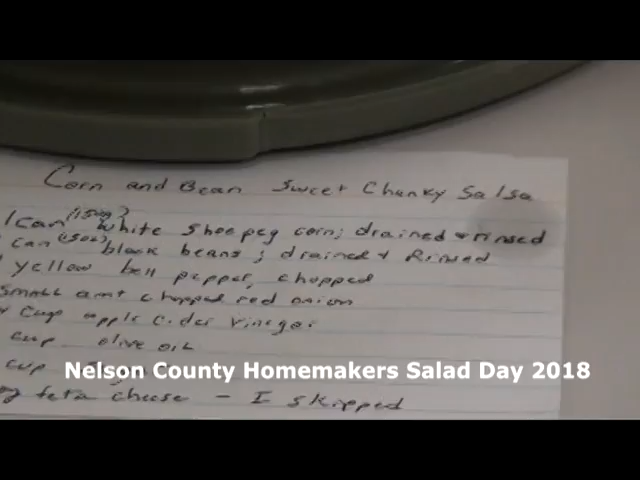 Corn and Bean Sweet Chunky Salsa
1 can (15oz) white shoepeg corn; drained + rinsed
can (15oz) black beans; drained + Rinsed
yellow bell pepper, chopped
Small amt chopped red onion
cup apple cider vinegar
cup olive oil
cup
Nelson County Homemakers Salad Day 2018
feta cheese - I skipped